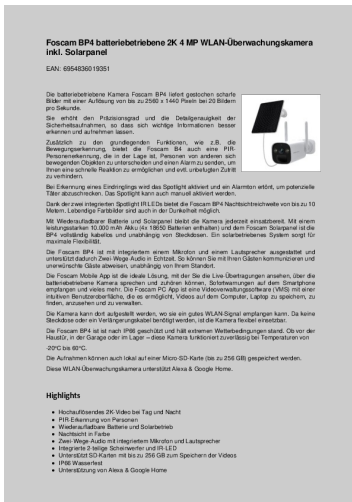 Foscam BP4 batteriebetriebene 2K 4 MP WLAN-Überwachungskamera
inkl. Solarpanel
EAN: 6954836019351
Die batteriebetriebene Kamera Foscam BP4 liefert gestochen scharfe
Bilder mit einer Auflösung von bis zu 2560 x 1440 Pixeln bei 20 Bildern
pro Sekunde.
Sie erhöht den Präzisionsgrad und die Detailgenauigkeit der
Sicherheitsaufnahmen, so dass sich wichtige Informationen besser
erkennen und aufnehmen lassen.
Zusätzlich zu den grundlegenden Funktionen, wie z.B. die
Bewegungserkennung, bietet die Foscam B4 auch eine PIR-
Personenerkennung, die in der Lage ist, Personen von anderen sich
bewegenden Objekten zu unterscheiden und einen Alarm zu senden, um
Ihnen eine schnelle Reaktion zu ermöglichen und evtl. unbefugten Zutritt
zu verhindern.
Bei Erkennung eines Eindringlings wird das Spotlight aktiviert und ein Alarmton ertönt, um potenzielle
Täter abzuschrecken. Das Spotlight kann auch manuell aktiviert werden.
Dank der zwei integrierten Spotlight IR LEDs bietet die Foscam BP4 Nachtsichtreichweite von bis zu 10
Metern. Lebendige Farbbilder sind auch in der Dunkelheit möglich.
Mit Wiederaufladbarer Batterie und Solarpanel bleibt die Kamera jederzeit einsatzbereit. Mit einem
leistungsstarken 10.000 mAh Akku (4x 18650 Batterien enthalten) und dem Foscam Solarpanel ist die
BP4 vollständig kabellos und unabhängig von Steckdosen. Ein solarbetriebenes System sorgt für
maximale Flexibilität.
Die Foscam BP4 ist mit integriertem einem Mikrofon und einem Lautsprecher ausgestattet und
unterstützt dadurch Zwei-Wege-Audio in Echtzeit. So können Sie mit Ihren Gästen kommunizieren und
unerwünschte Gäste abweisen, unabhängig von Ihrem Standort.
Die Foscam Mobile App ist die ideale Lösung, mit der Sie Live-Übertragungen ansehen, über die
batteriebetriebene Kamera sprechen und zuhören können, Sofortwarnungen auf dem Smartphone
empfangen und vieles mehr. Die Foscam PC App ist eine Videoverwaltungssoftware (VMS) mit einer
intuitiven Benutzeroberfläche, die es ermöglicht, Videos auf dem Computer, Laptop zu speichern, zu
finden, anzusehen und zu verwalten.
Die Kamera kann dort aufgestellt werden, wo sie ein gutes WLAN-Signal empfangen kann. Da keine
Steckdose oder ein Verlängerungskabel benötigt werden, ist die Kamera flexibel einsetzbar.
Die Foscam BP4 ist ist nach IP66 geschützt und hält extremen Wetterbedingungen stand. Ob vor der
Haustür, in der Garage oder im Lager – diese Kamera funktioniert zuverlässig bei Temperaturen von
-20°C bis 60°C.
Die Aufnahmen können auch lokal auf einer Micro-SD-Karte (bis zu 256 GB) gespeichert werden.
Diese WLAN-Überwachungskamera unterstützt Alexa & Google Home.
Highlights
• Hochauflösendes 2K-Video bei Tag und Nacht
• PIR-Erkennung von Personen
• Wiederaufladbare Batterie und Solarbetrieb
• Nachtsicht in Farbe
• Zwei-Wege-Audio mit integriertem Mikrofon und Lautsprecher
• Integrierte 2-teilige Scheinwerfer und IR-LED
• Unterstützt SD-Karten mit bis zu 256 GB zum Speichern der Videos
• IP66 Wasserfest
• Unterstützung von Alexa & Google Home